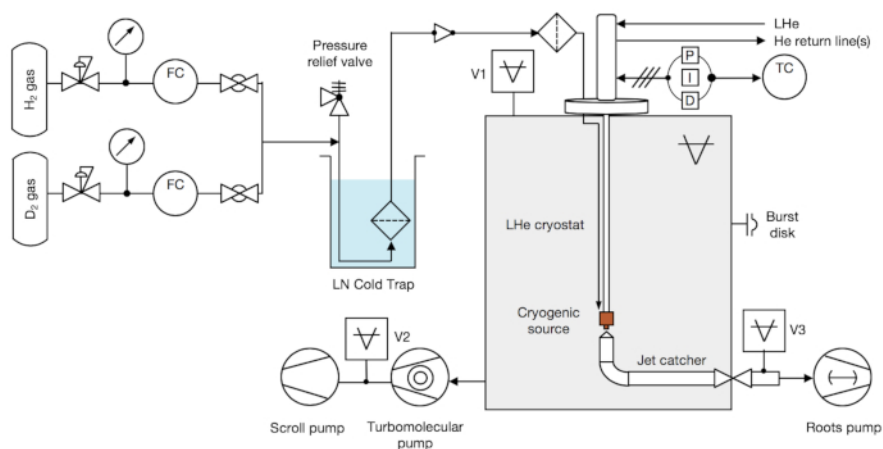 H₂ gas
FC
D₂ gas
FC
Pressure
relief valve
LN Cold Trap
V1
LHe
He return line(s)
P
I
D
TC
LHe cryostat
Burst
disk
Cryogenic
source
Jet catcher
V2
V3
Scroll pump
Turbomolecular
pump
Roots pump